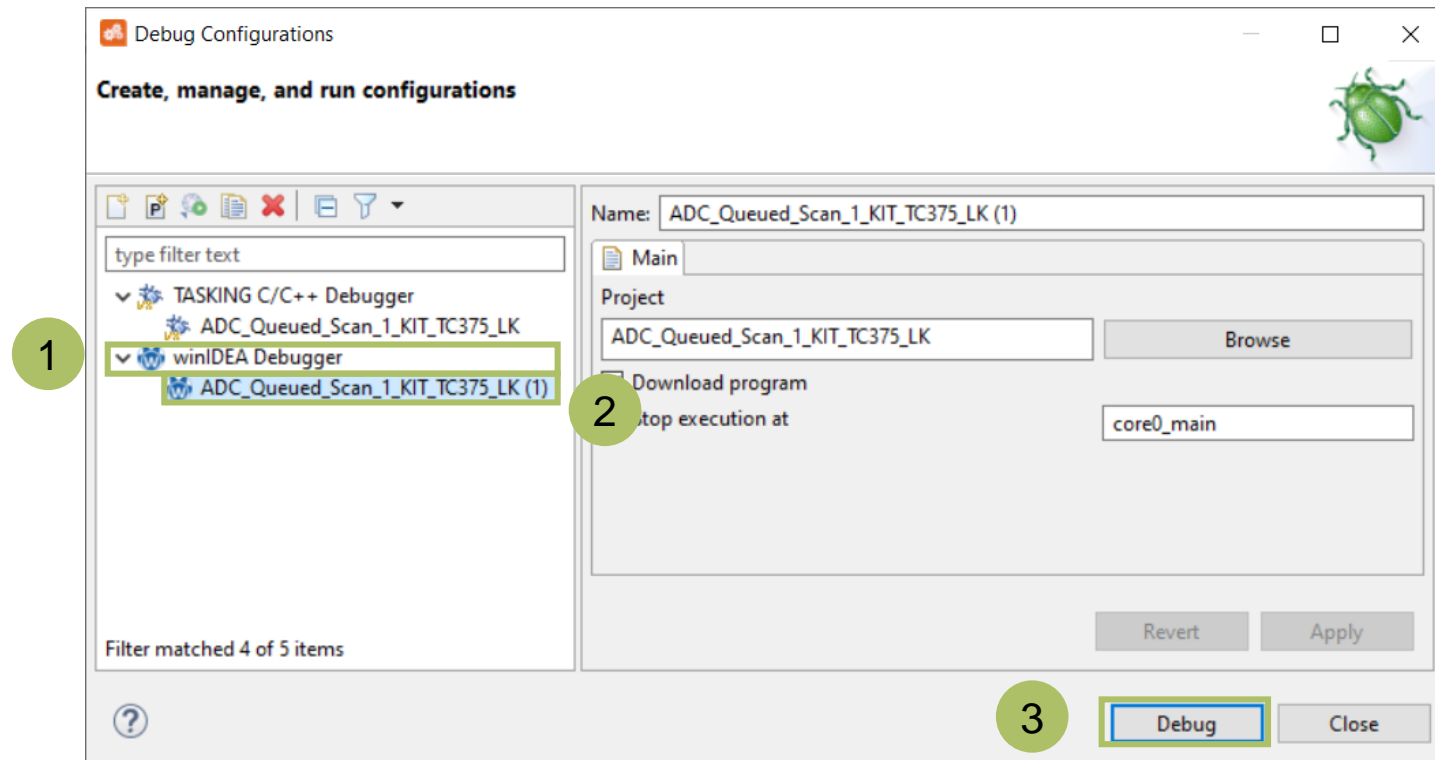 Debug Configurations
Create, manage, and run configurations
P
type filter text
TASKING C/C++ Debugger
ADC_Queued_Scan_1_KIT_TC375_LK
1
winIDEA Debugger
ADC_Queued_Scan_1_KIT_TC375_LK (1)
2
Filter matched 4 of 5 items
Name: ADC_Queued_Scan_1_KIT_TC375_LK (1)
Main
Project
ADC_Queued_Scan_1_KIT_TC375_LK Browse
Download program
top execution at core0_main
Revert Apply
?
3
Debug Close